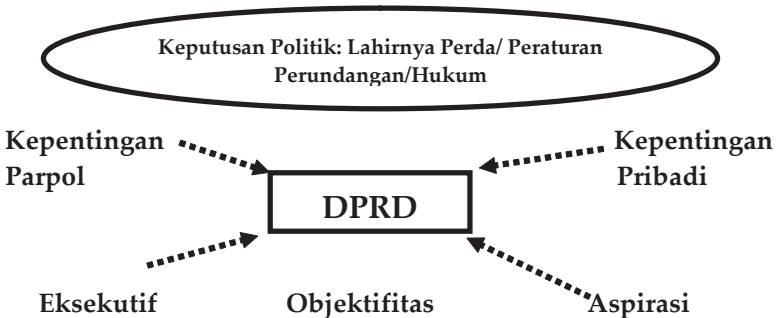 Keputusan Politik: Lahirnya Perda/ Peraturan
Perundangan/Hukum
Kepentingan
Parpol
Kepentingan
Pribadi
DPRD
Eksekutif
Objektifitas
Aspirasi